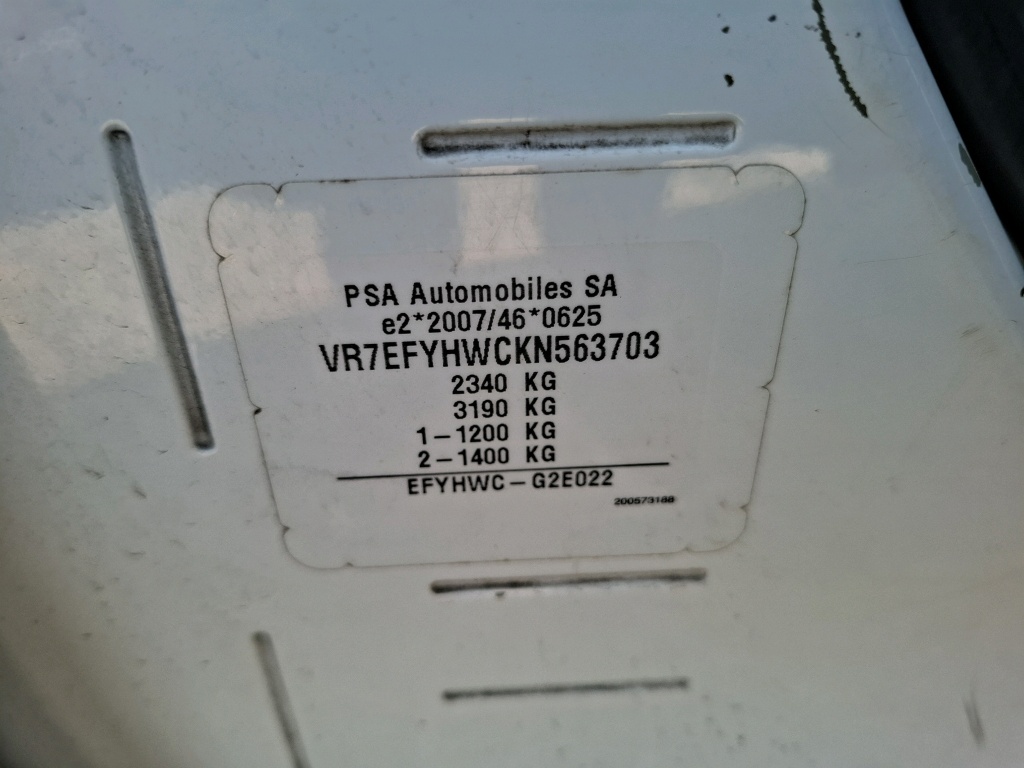 PSA Automobiles SA
e2*2007/46*0625
VR7EFYHWCKN563703
2340 KG
3190 KG
1-1200 KG
2-1400 KG
EFYHWC-G2E022
200573188